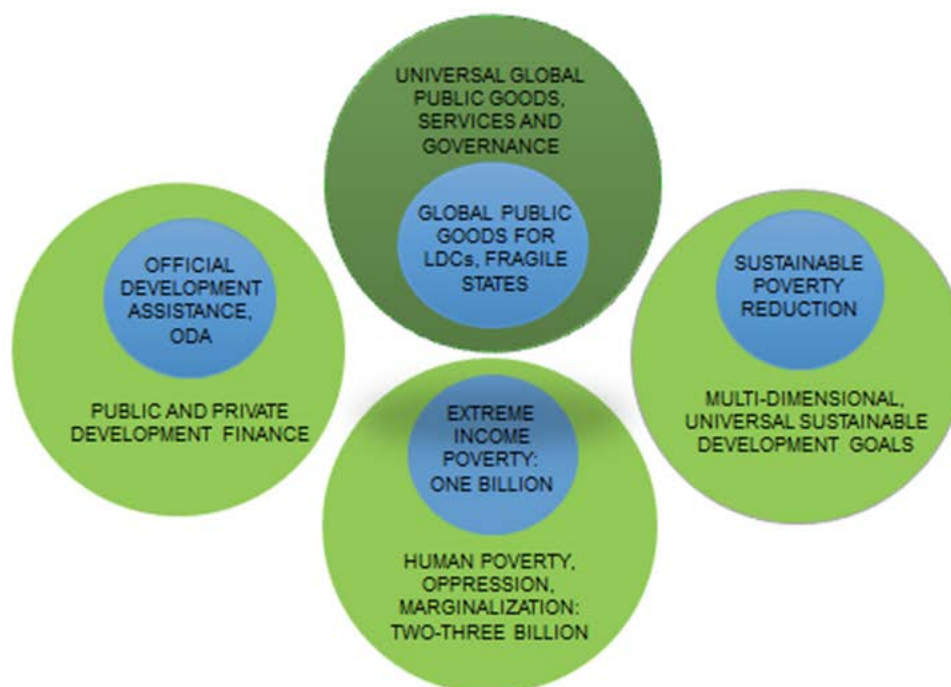 UNIVERSAL GLOBAL
PUBLIC GOODS,
SERVICES AND
GOVERNANCE
GLOBAL PUBLIC
GOODS FOR
LDCs, FRAGILE
STATES
OFFICIAL
DEVELOPMENT
ASSISTANCE,
ODA
PUBLIC AND PRIVATE
DEVELOPMENT FINANCE
SUSTAINABLE
POVERTY
REDUCTION
MULTI-DIMENSIONAL,
UNIVERSAL SUSTAINABLE
DEVELOPMENT GOALS
EXTREME
INCOME
POVERTY:
ONE BILLION
HUMAN POVERTY,
OPPRESSION,
MARGINALIZATION:
TWO-THREE BILLION